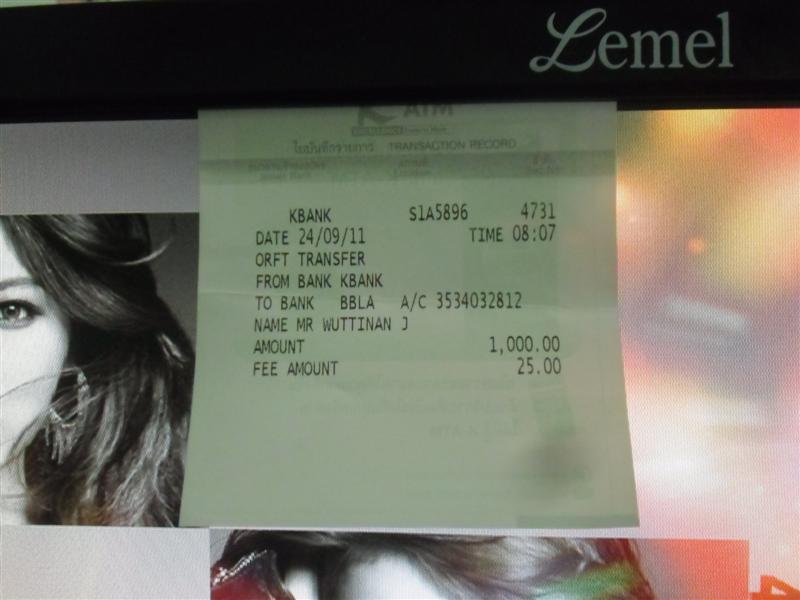 Lemel
ATM
ใบบันทึกรายการ TRANSACTION RECORD
KBANK S1A5896 4731
DATE 24/09/11 TIME 08:07
ORFT TRANSFER
FROM BANK KBANK
TO BANK BBLA A/C 3534032812
NAME MR WUTTINAN J
AMOUNT 1,000.00
FEE AMOUNT 25.00